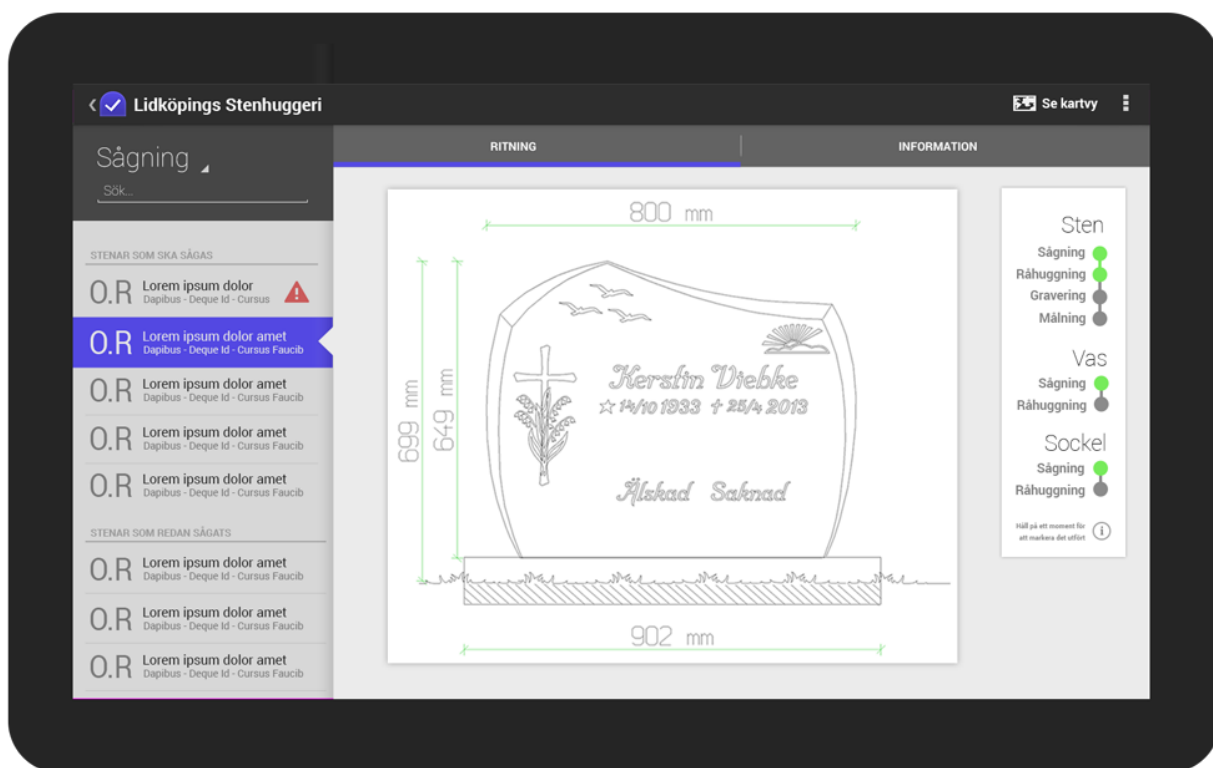 Lidköpings Stenhuggeri
Se kartvy
Sågning
Sök...
STENAR SOM SKA SÅGAS
O.R Lorem ipsum dolor
Dapibus - Deque Id - Cursus
O.R Lorem ipsum dolor amet
Dapibus - Deque Id - Cursus Faucib
O.R Lorem ipsum dolor amet
Dapibus - Deque Id - Cursus Faucib
O.R Lorem ipsum dolor amet
Dapibus - Deque Id - Cursus Faucib
O.R Lorem ipsum dolor amet
Dapibus - Deque Id - Cursus Faucib
STENAR SOM REDAN SÅGATS
O.R Lorem ipsum dolor amet
Dapibus - Deque Id - Cursus Faucib
O.R Lorem ipsum dolor amet
Dapibus - Deque Id - Cursus Faucib
O.R Lorem ipsum dolor amet
Dapibus - Deque Id - Cursus Faucib
RITNING
INFORMATION
800 mm
699 mm
649 mm
Kerstin Viebke
☆ 14/10 1933 † 25/4 2013
Älskad Saknad
902 mm
Sten
Sågning
Råhuggning
Gravering
Målning
Vas
Sågning
Råhuggning
Sockel
Sågning
Råhuggning
Håll på ett moment för
att markera det utfört
i